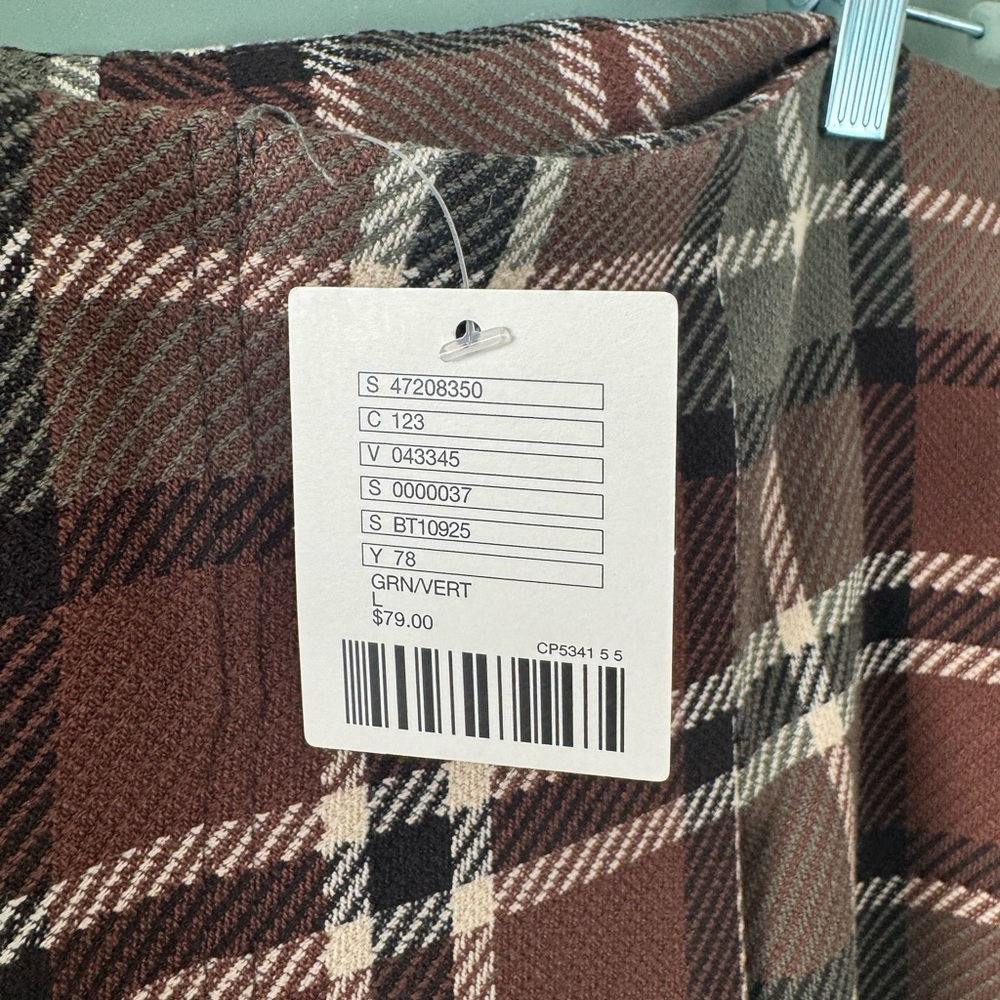 S 47208350
C 123
V 043345
S 0000037
S BT10925
Y 78
GRN/VERT
L
$79.00
CP5341 5 5